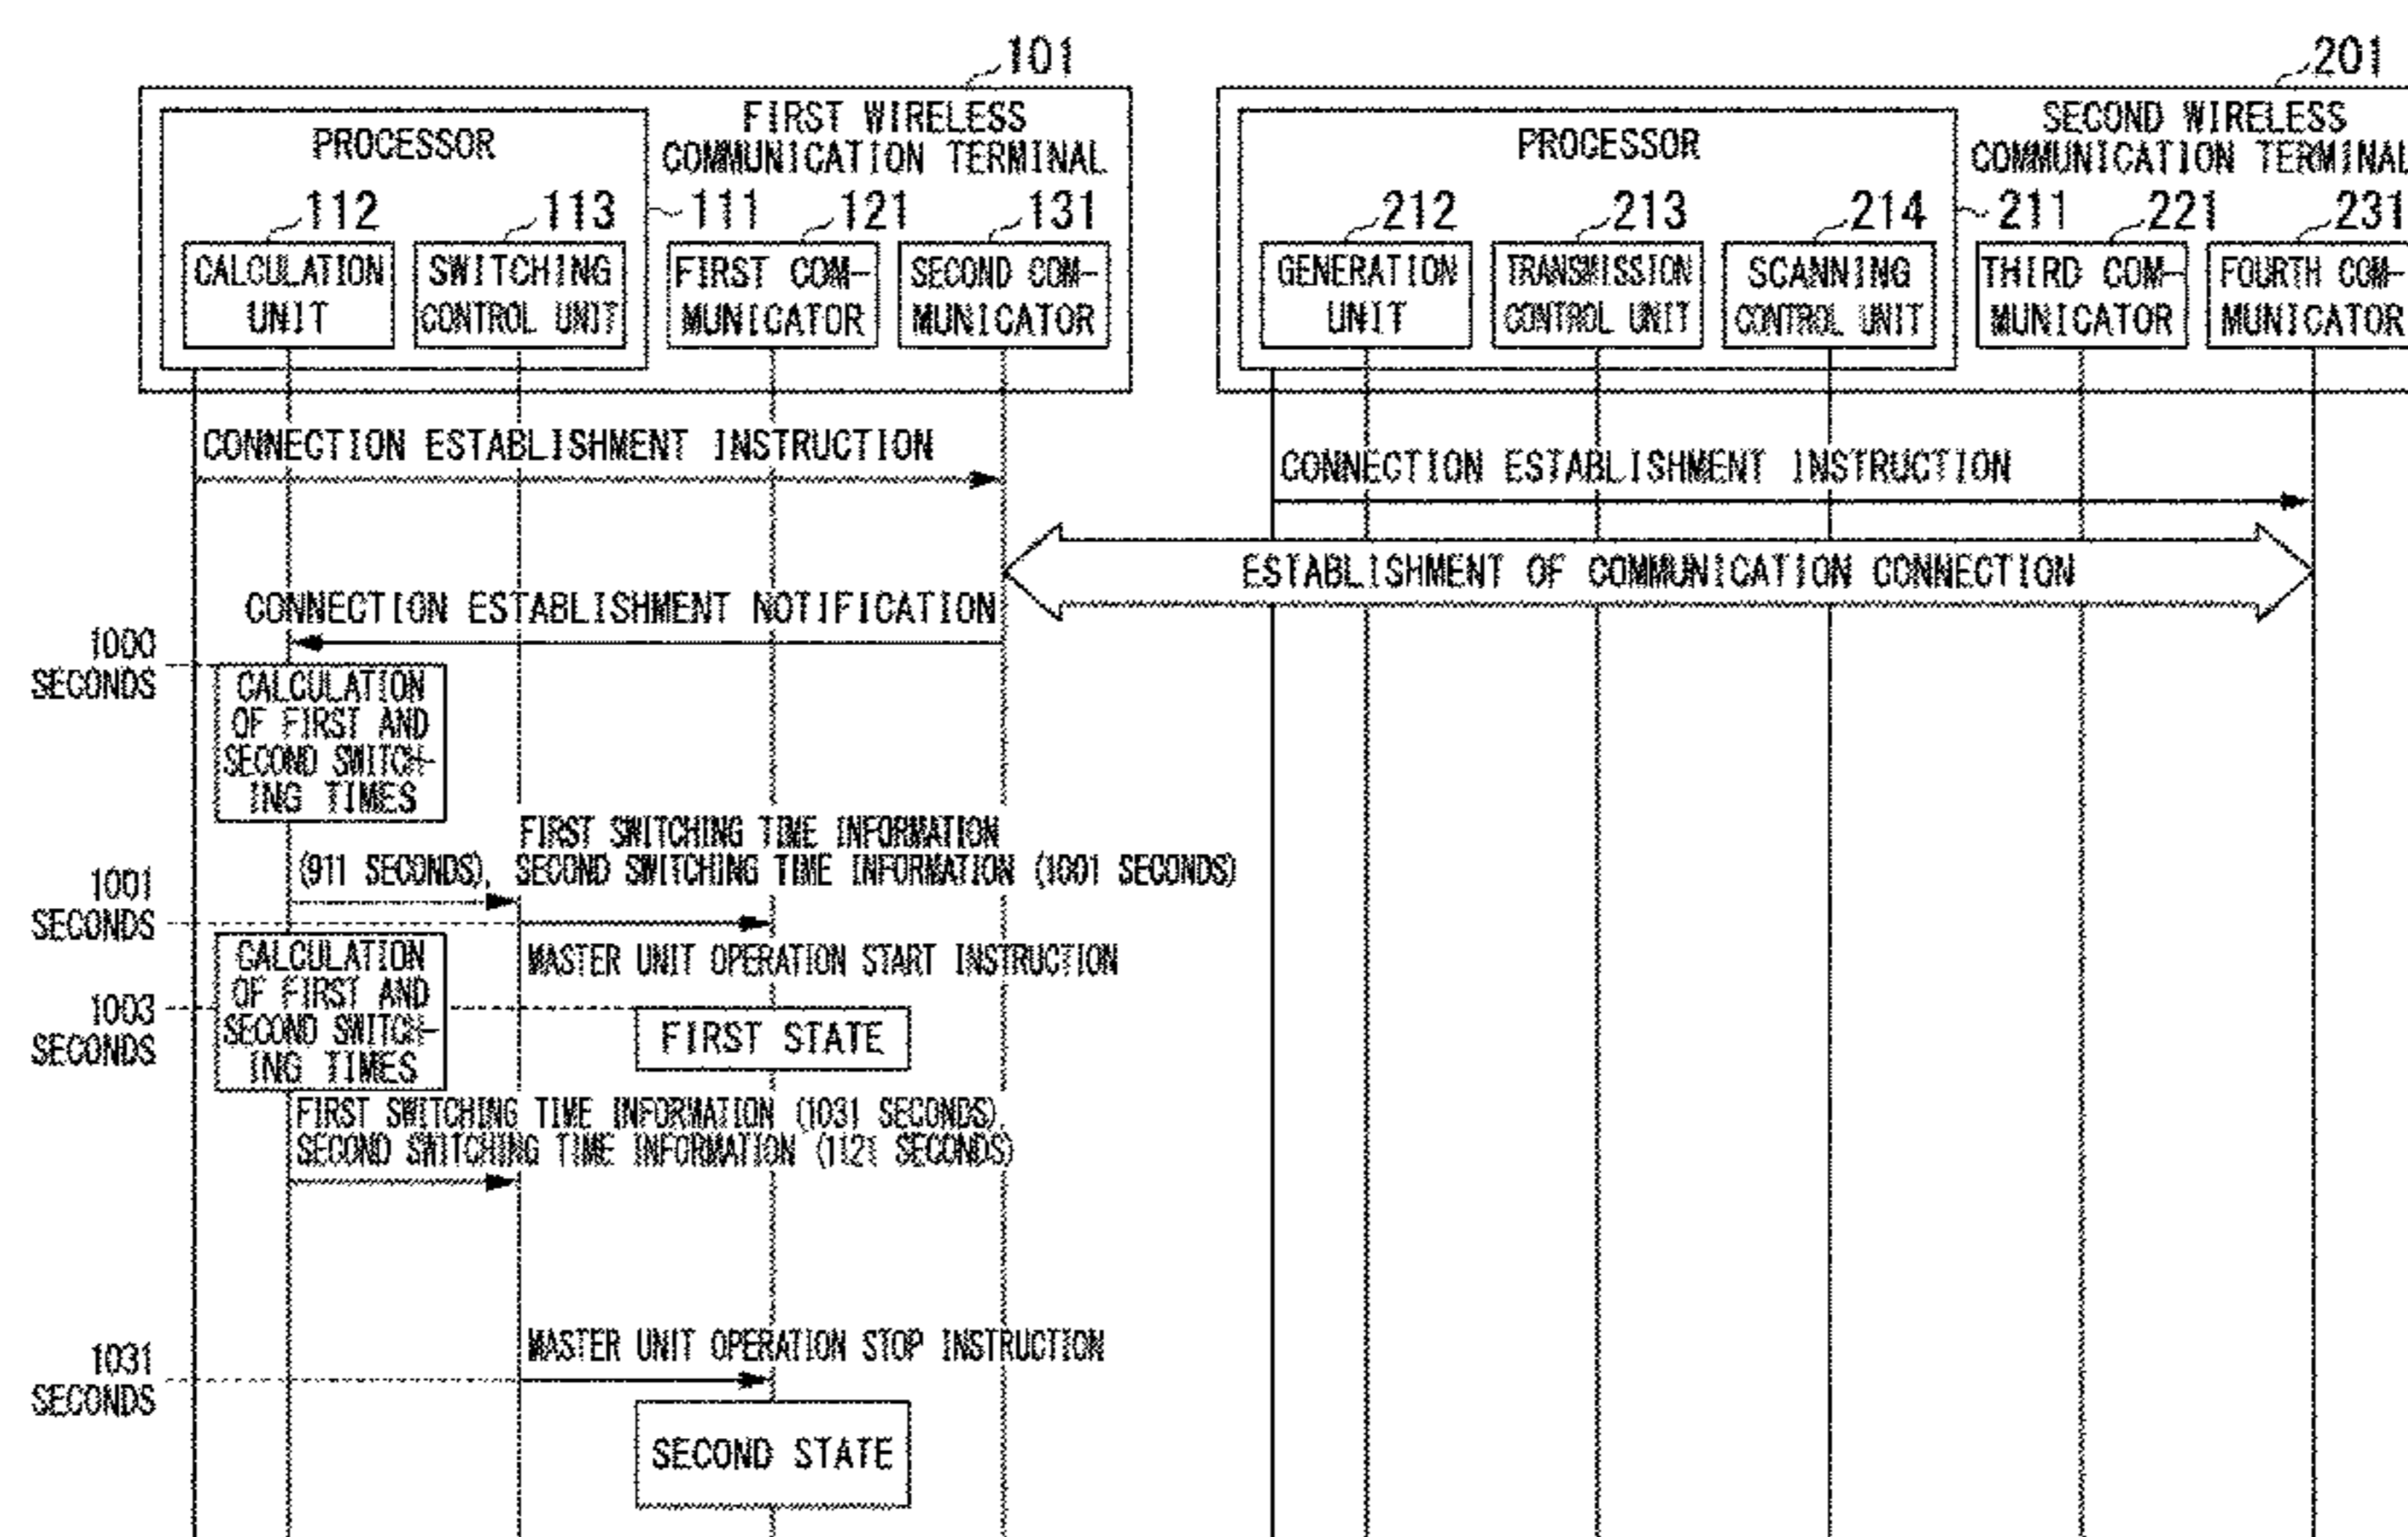 101
201
PROCESSOR
FIRST WIRELESS
COMMUNICATION TERMINAL
PROCESSOR
SECOND WIRELESS
COMMUNICATION TERMINAL
112
113
111
121
131
212
213
214
211
221
231
CALCULATION
UNIT
SWITCHING
CONTROL UNIT
FIRST COM-
MUNICATOR
SECOND COM-
MUNICATOR
GENERATION
UNIT
TRANSMISSION
CONTROL UNIT
SCANNING
CONTROL UNIT
THIRD COM-
MUNICATOR
FOURTH COM-
MUNICATOR
CONNECTION ESTABLISHMENT INSTRUCTION
CONNECTION ESTABLISHMENT INSTRUCTION
ESTABLISHMENT OF COMMUNICATION CONNECTION
CONNECTION ESTABLISHMENT NOTIFICATION
1000
SECONDS
CALCULATION
OF FIRST AND
SECOND SWITCH-
ING TIMES
FIRST SWITCHING TIME INFORMATION
(911 SECONDS), SECOND SWITCHING TIME INFORMATION (1001 SECONDS)
1001
SECONDS
MASTER UNIT OPERATION START INSTRUCTION
CALCULATION
OF FIRST AND
SECOND SWITCH-
ING TIMES
1003
SECONDS
FIRST STATE
FIRST SWITCHING TIME INFORMATION (1031 SECONDS),
SECOND SWITCHING TIME INFORMATION (1121 SECONDS)
MASTER UNIT OPERATION STOP INSTRUCTION
1031
SECONDS
SECOND STATE